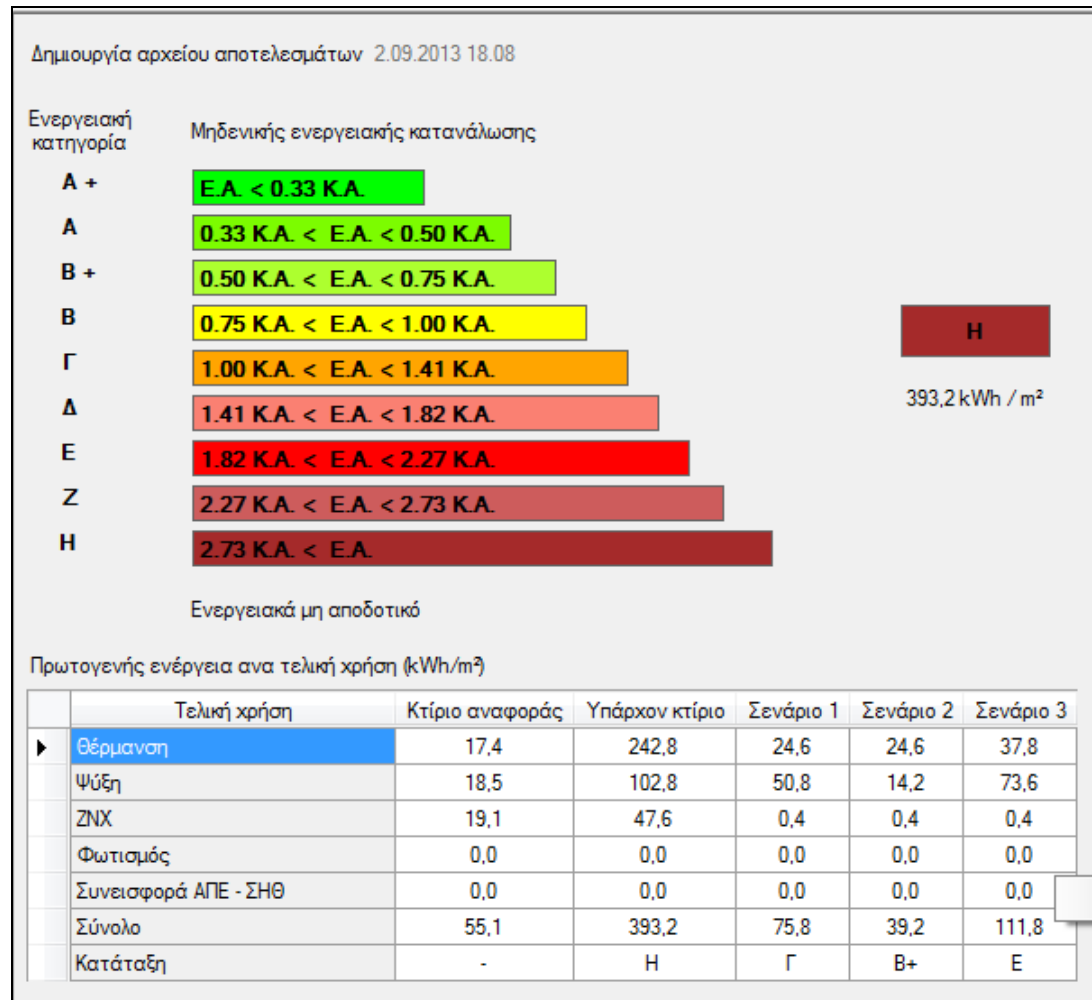 Δημιουργία αρχείου αποτελεσμάτων 2.09.2013 18.08
Ενεργειακή κατηγορία
Μηδενικής ενεργειακής κατανάλωσης
Α + Ε.Α. < 0.33 Κ.Α.
Α 0.33 Κ.Α. < Ε.Α. < 0.50 Κ.Α.
Β + 0.50 Κ.Α. < Ε.Α. < 0.75 Κ.Α.
Β 0.75 Κ.Α. < Ε.Α. < 1.00 Κ.Α.
Γ 1.00 Κ.Α. < Ε.Α. < 1.41 Κ.Α.
Δ 1.41 Κ.Α. < Ε.Α. < 1.82 Κ.Α.
Ε 1.82 Κ.Α. < Ε.Α. < 2.27 Κ.Α.
Ζ 2.27 Κ.Α. < Ε.Α. < 2.73 Κ.Α.
Η 2.73 Κ.Α. < Ε.Α.
Η
393,2 kWh / m²
Ενεργειακά μη αποδοτικό
Πρωτογενής ενέργεια ανα τελική χρήση (kWh/m²)
Τελική χρήση Κτίριο αναφοράς Υπάρχον κτίριο Σενάριο 1 Σενάριο 2 Σενάριο 3
Θέρμανση 17,4 242,8 24,6 24,6 37,8
Ψύξη 18,5 102,8 50,8 14,2 73,6
ΖΝΧ 19,1 47,6 0,4 0,4 0,4
Φωτισμός 0,0 0,0 0,0 0,0 0,0
Συνεισφορά ΑΠΕ - ΣΗΘ 0,0 0,0 0,0 0,0 0,0
Σύνολο 55,1 393,2 75,8 39,2 111,8
Κατάταξη - Η Γ Β+ Ε